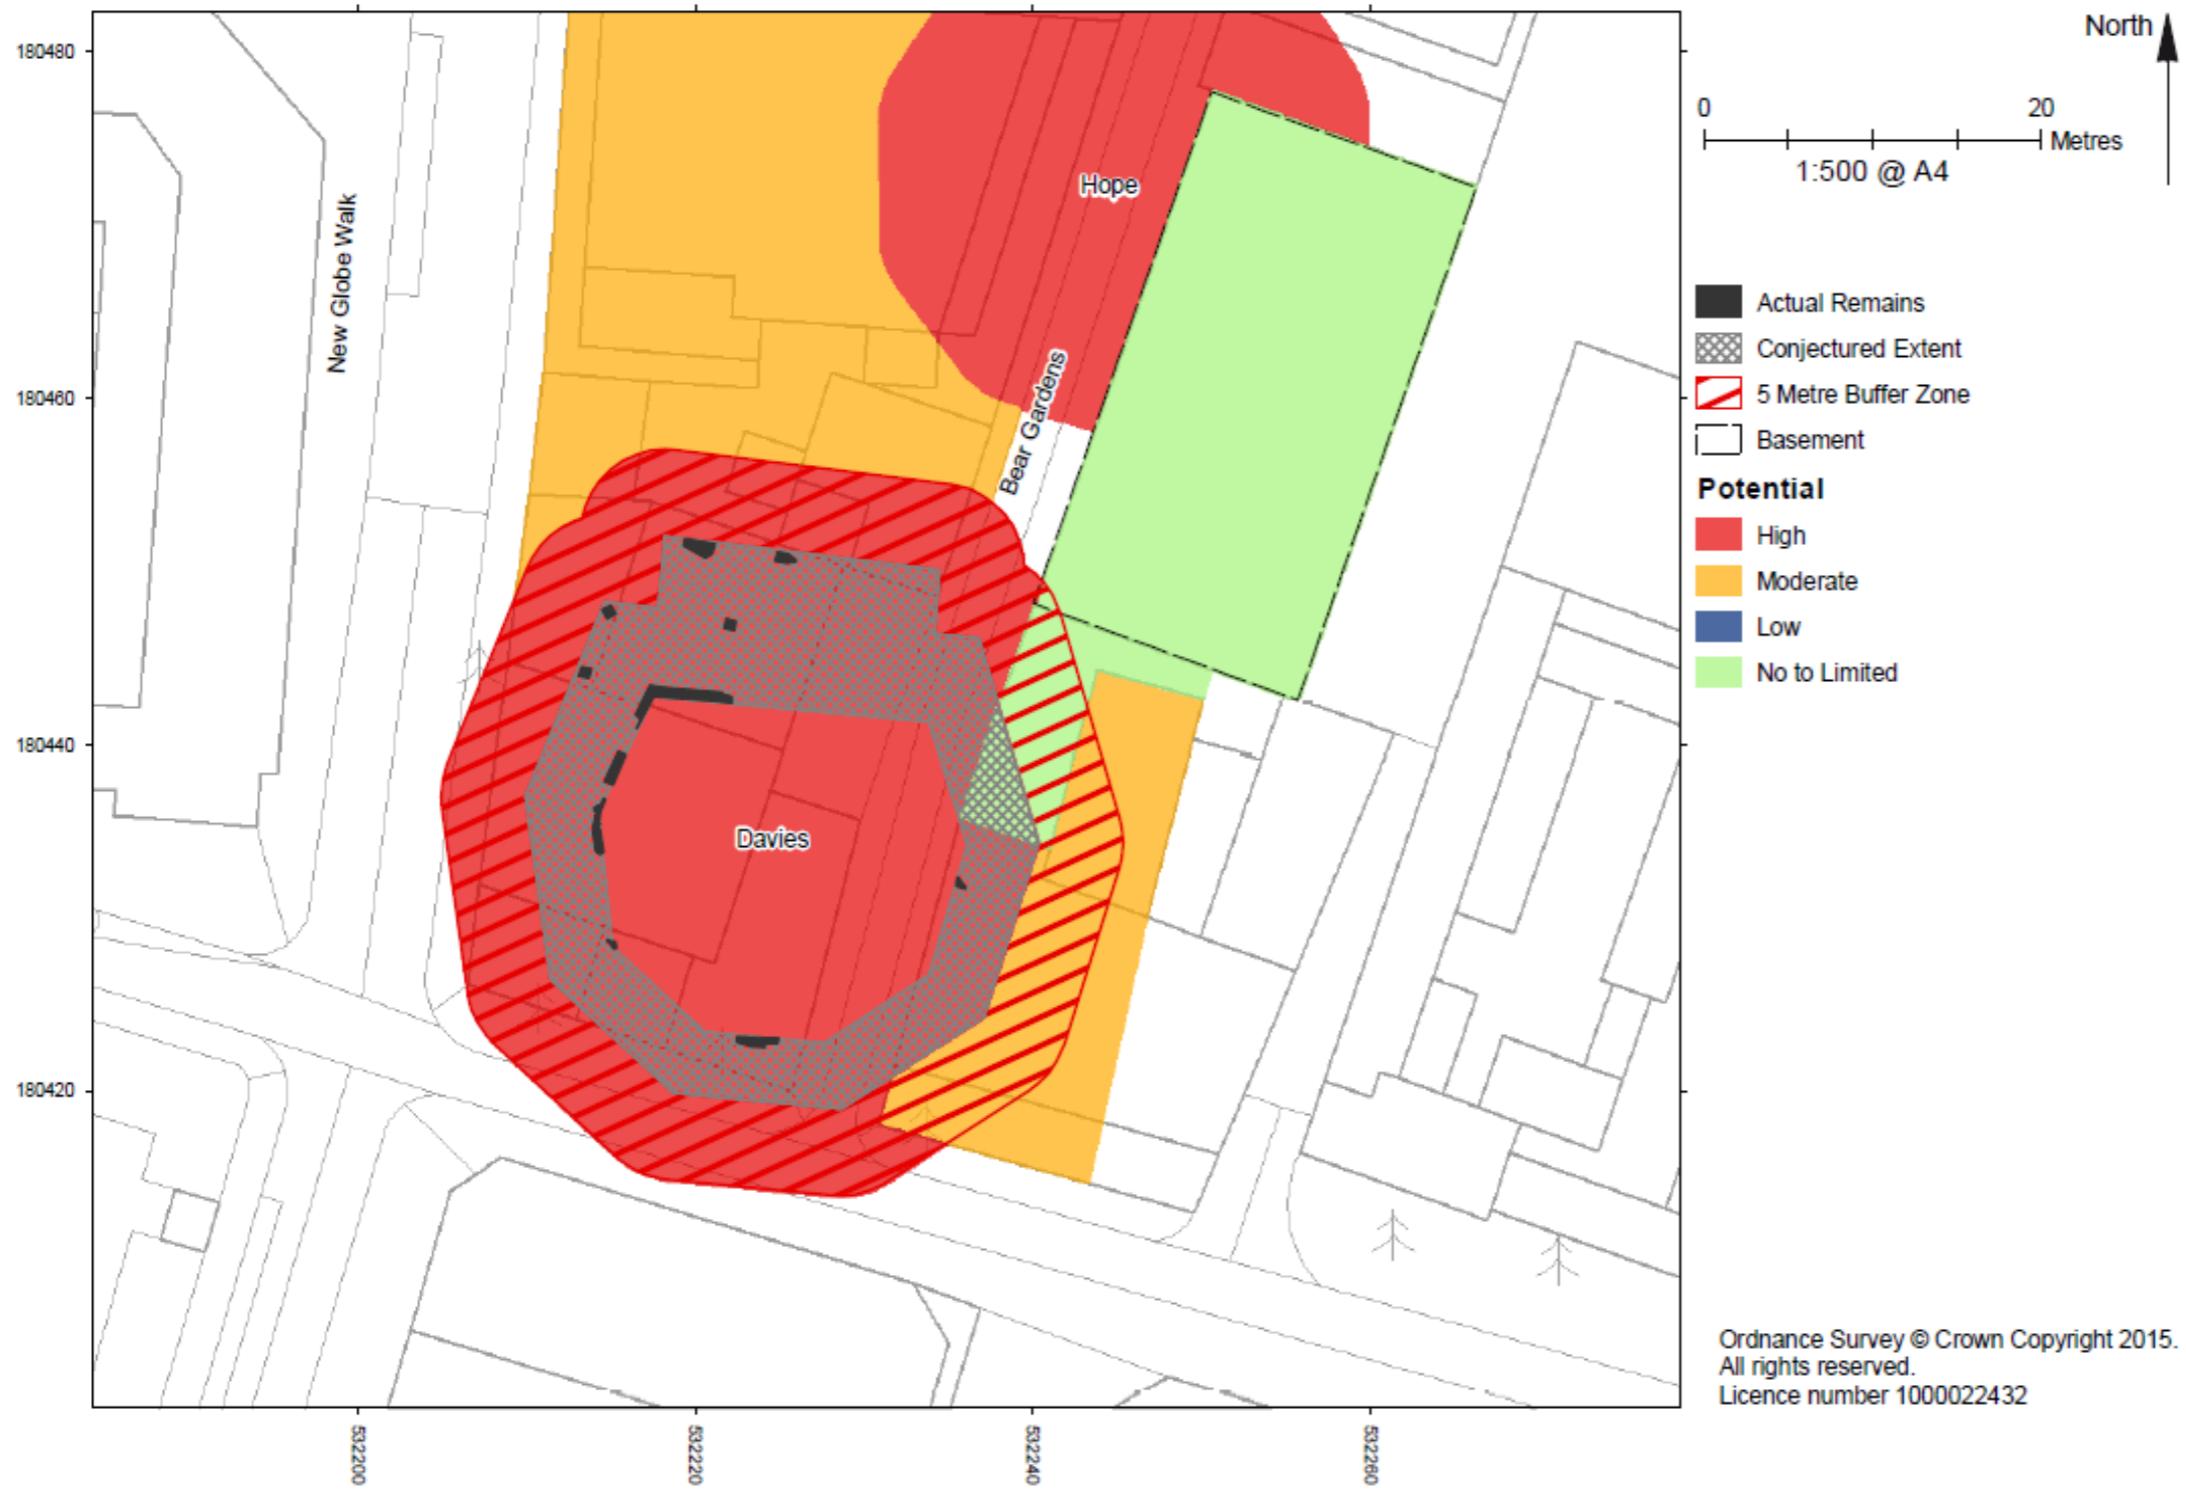 180480
180460
180440
180420
532200
532220
532240
532260
New Globe Walk
Hope
Bear Gardens
Davies
North
0 20
Metres
1:500 @ A4
Actual Remains
Conjectured Extent
5 Metre Buffer Zone
Basement
Potential
High
Moderate
Low
No to Limited
Ordnance Survey © Crown Copyright 2015.
All rights reserved.
Licence number 1000022432